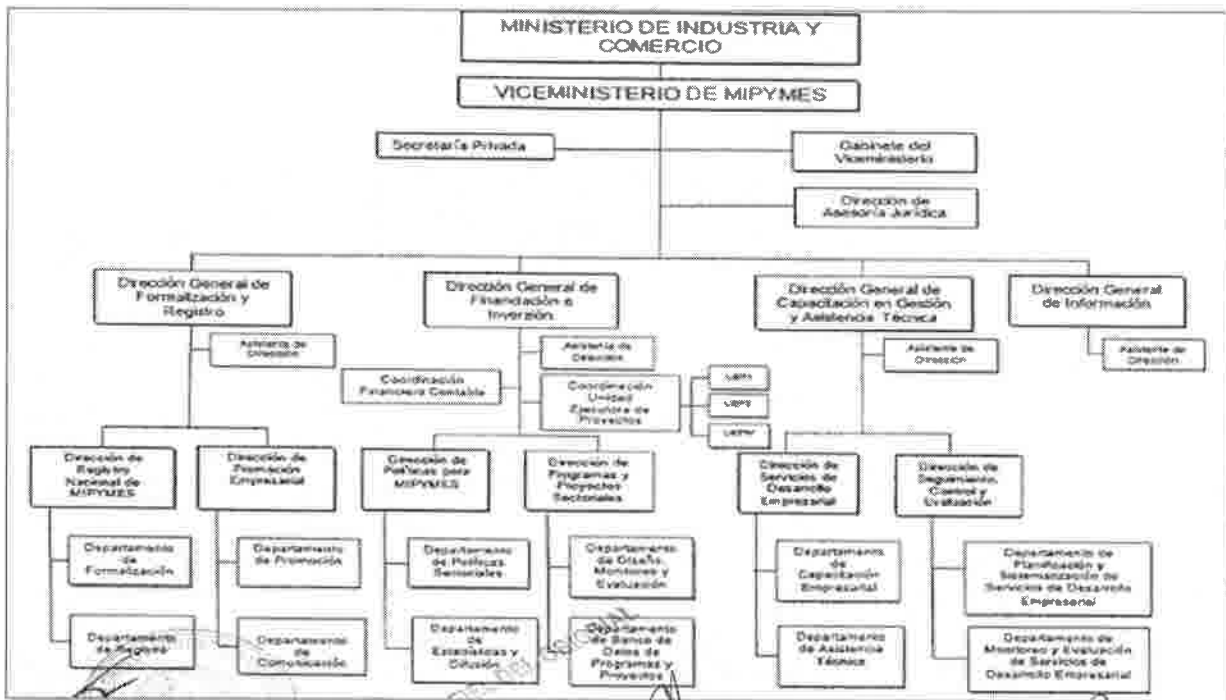 MINISTERIO DE INDUSTRIA Y
COMERCIO
VICEMINISTERIO DE MIPYMES
Secretaría Privada
Gabinete del
Viceministerio
Dirección de
Asesoría Jurídica
Dirección General de
Formalización y
Registro
Dirección General de
Financiación e
Inversión
Dirección General de
Capacitación en Gestión
y Asistencia Técnica
Dirección General
de Información
Asistente de
Dirección
Asistente de
Dirección
Asistente de
Dirección
Asistente de
Dirección
Coordinación
Financiera Contable
Coordinación
Unidad
Ejecutora de
Proyectos
Dirección de
Registro
Nacional de
MIPYMES
Dirección de
Promoción
Empresarial
Dirección de
Políticas para
MIPYMES
Dirección de
Programas y
Proyectos
Sectoriales
Dirección de
Servicios de
Desarrollo
Empresarial
Dirección de
Seguimiento,
Control y
Evaluación
Departamento
de
Formalización
Departamento
de Promoción
Departamento
de Políticas
Sectoriales
Departamento
de Diseño,
Monitoreo y
Evaluación
Departamento
de
Capacitación
Empresarial
Departamento de
Planificación y
Sistematización de
Servicios de Desarrollo
Empresarial
Departamento
de Registro
Departamento
de
Comunicación
Departamento
de
Estadísticas y
Difusión
Departamento
de Banco de
Datos de
Programas y
Proyectos
Departamento
de Asistencia
Técnica
Departamento de
Monitoreo y Evaluación
de Servicios de
Desarrollo Empresarial